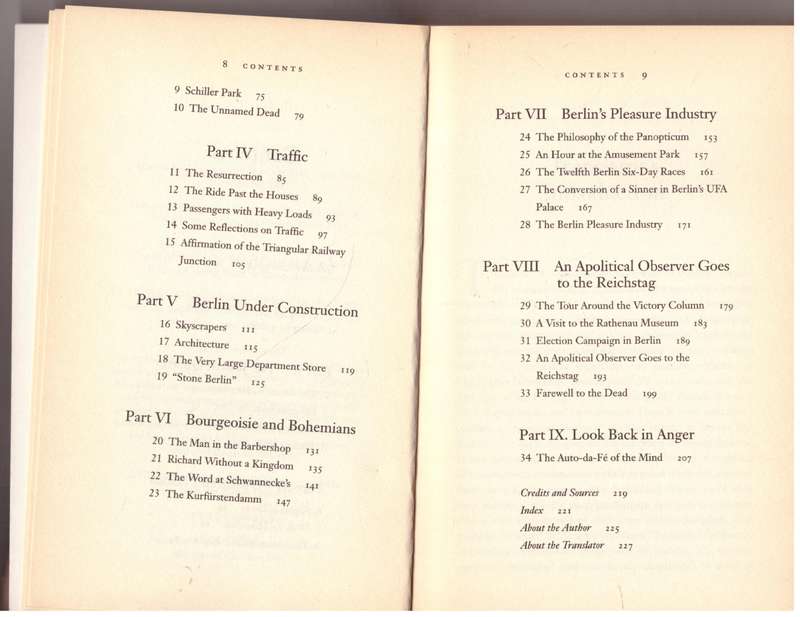 8 CONTENTS
9 Schiller Park 75
10 The Unnamed Dead 79
Part IV Traffic
11 The Resurrection 85
12 The Ride Past the Houses 89
13 Passengers with Heavy Loads 93
14 Some Reflections on Traffic 97
15 Affirmation of the Triangular Railway
Junction 105
Part V Berlin Under Construction
16 Skyscrapers 111
17 Architecture 115
18 The Very Large Department Store 119
19 “Stone Berlin” 125
Part VI Bourgeoisie and Bohemians
20 The Man in the Barbershop 131
21 Richard Without a Kingdom 135
22 The Word at Schwannecke’s 141
23 The Kurfürstendamm 147
CONTENTS 9
Part VII Berlin’s Pleasure Industry
24 The Philosophy of the Panopticum 153
25 An Hour at the Amusement Park 157
26 The Twelfth Berlin Six-Day Races 161
27 The Conversion of a Sinner in Berlin’s UFA
Palace 167
28 The Berlin Pleasure Industry 171
Part VIII An Apolitical Observer Goes
to the Reichstag
29 The Tour Around the Victory Column 179
30 A Visit to the Rathenau Museum 183
31 Election Campaign in Berlin 189
32 An Apolitical Observer Goes to the
Reichstag 193
33 Farewell to the Dead 199
Part IX. Look Back in Anger
34 The Auto-da-Fé of the Mind 207
Credits and Sources 219
Index 221
About the Author 225
About the Translator 227